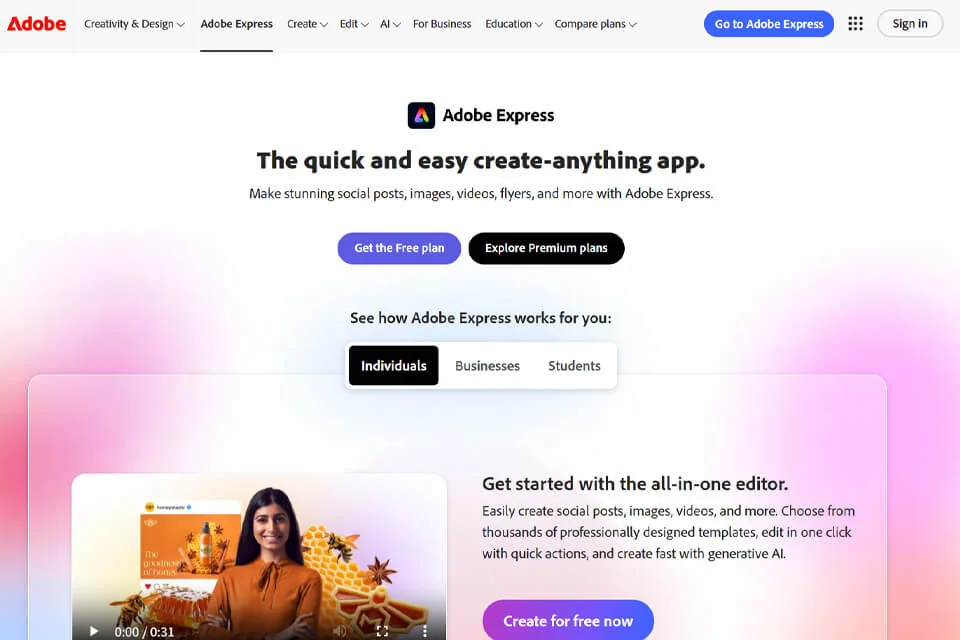 Adobe
Creativity & Design
Adobe Express
Create
Edit
AI
For Business
Education
Compare plans
Go to Adobe Express
Sign in
Adobe Express
The quick and easy create-anything app.
Make stunning social posts, images, videos, flyers, and more with Adobe Express.
Get the Free plan
Explore Premium plans
See how Adobe Express works for you:
Individuals
Businesses
Students
honeymade
The
goodness
of honey
0:00 / 0:31
Get started with the all-in-one editor.
Easily create social posts, images, videos, and more. Choose from
thousands of professionally designed templates, edit in one click
with quick actions, and create fast with generative AI.
Create for free now